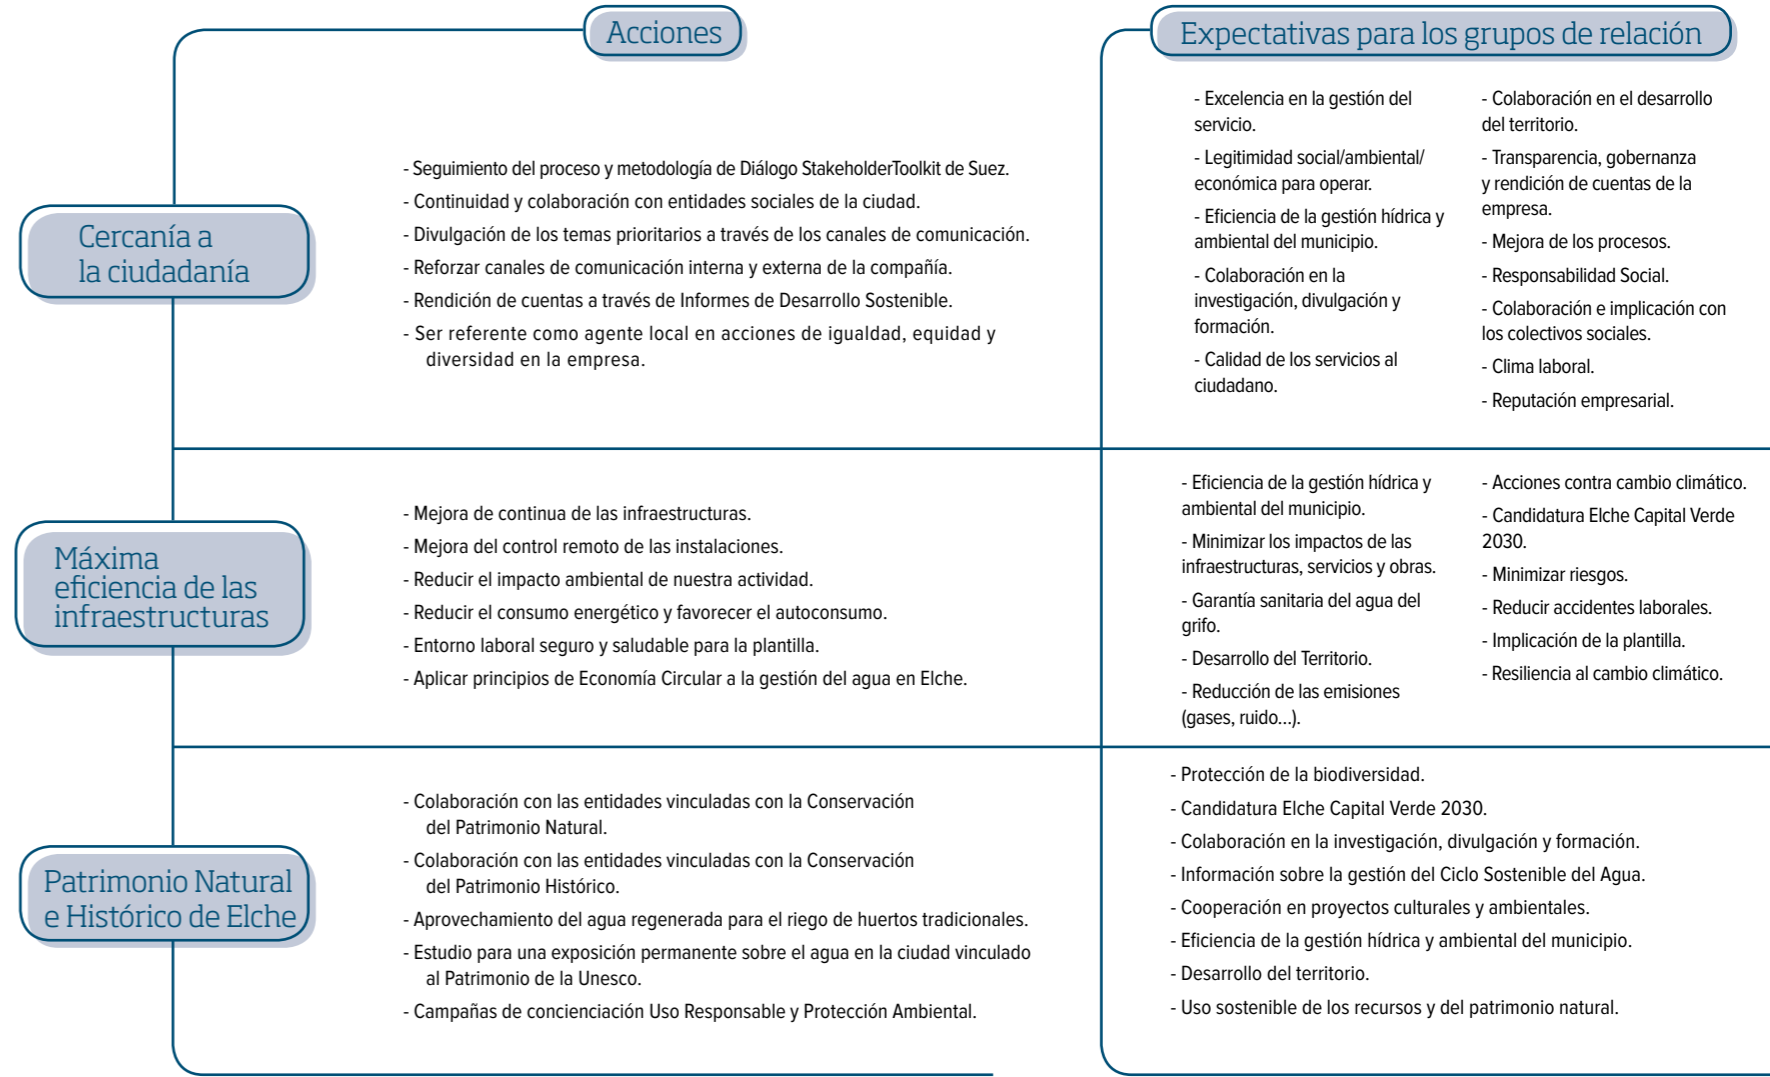 Acciones
Expectativas para los grupos de relación
Cercanía a
la ciudadanía
- Seguimiento del proceso y metodología de Diálogo StakeholderToolkit de Suez.
- Continuidad y colaboración con entidades sociales de la ciudad.
- Divulgación de los temas prioritarios a través de los canales de comunicación.
- Reforzar canales de comunicación interna y externa de la compañía.
- Rendición de cuentas a través de Informes de Desarrollo Sostenible.
- Ser referente como agente local en acciones de igualdad, equidad y
diversidad en la empresa.
- Excelencia en la gestión del
servicio.
- Legitimidad social/ambiental/
económica para operar.
- Eficiencia de la gestión hídrica y
ambiental del municipio.
- Colaboración en la
investigación, divulgación y
formación.
- Calidad de los servicios al
ciudadano.
- Colaboración en el desarrollo
del territorio.
- Transparencia, gobernanza
y rendición de cuentas de la
empresa.
- Mejora de los procesos.
- Responsabilidad Social.
- Colaboración e implicación con
los colectivos sociales.
- Clima laboral.
- Reputación empresarial.
Máxima
eficiencia de las
infraestructuras
- Mejora de continua de las infraestructuras.
- Mejora del control remoto de las instalaciones.
- Reducir el impacto ambiental de nuestra actividad.
- Reducir el consumo energético y favorecer el autoconsumo.
- Entorno laboral seguro y saludable para la plantilla.
- Aplicar principios de Economía Circular a la gestión del agua en Elche.
- Eficiencia de la gestión hídrica y
ambiental del municipio.
- Minimizar los impactos de las
infraestructuras, servicios y obras.
- Garantía sanitaria del agua del
grifo.
- Desarrollo del Territorio.
- Reducción de las emisiones
(gases, ruido...).
- Acciones contra cambio climático.
- Candidatura Elche Capital Verde
2030.
- Minimizar riesgos.
- Reducir accidentes laborales.
- Implicación de la plantilla.
- Resiliencia al cambio climático.
Patrimonio Natural
e Histórico de Elche
- Colaboración con las entidades vinculadas con la Conservación
del Patrimonio Natural.
- Colaboración con las entidades vinculadas con la Conservación
del Patrimonio Histórico.
- Aprovechamiento del agua regenerada para el riego de huertos tradicionales.
- Estudio para una exposición permanente sobre el agua en la ciudad vinculado
al Patrimonio de la Unesco.
- Campañas de concienciación Uso Responsable y Protección Ambiental.
- Protección de la biodiversidad.
- Candidatura Elche Capital Verde 2030.
- Colaboración en la investigación, divulgación y formación.
- Información sobre la gestión del Ciclo Sostenible del Agua.
- Cooperación en proyectos culturales y ambientales.
- Eficiencia de la gestión hídrica y ambiental del municipio.
- Desarrollo del territorio.
- Uso sostenible de los recursos y del patrimonio natural.